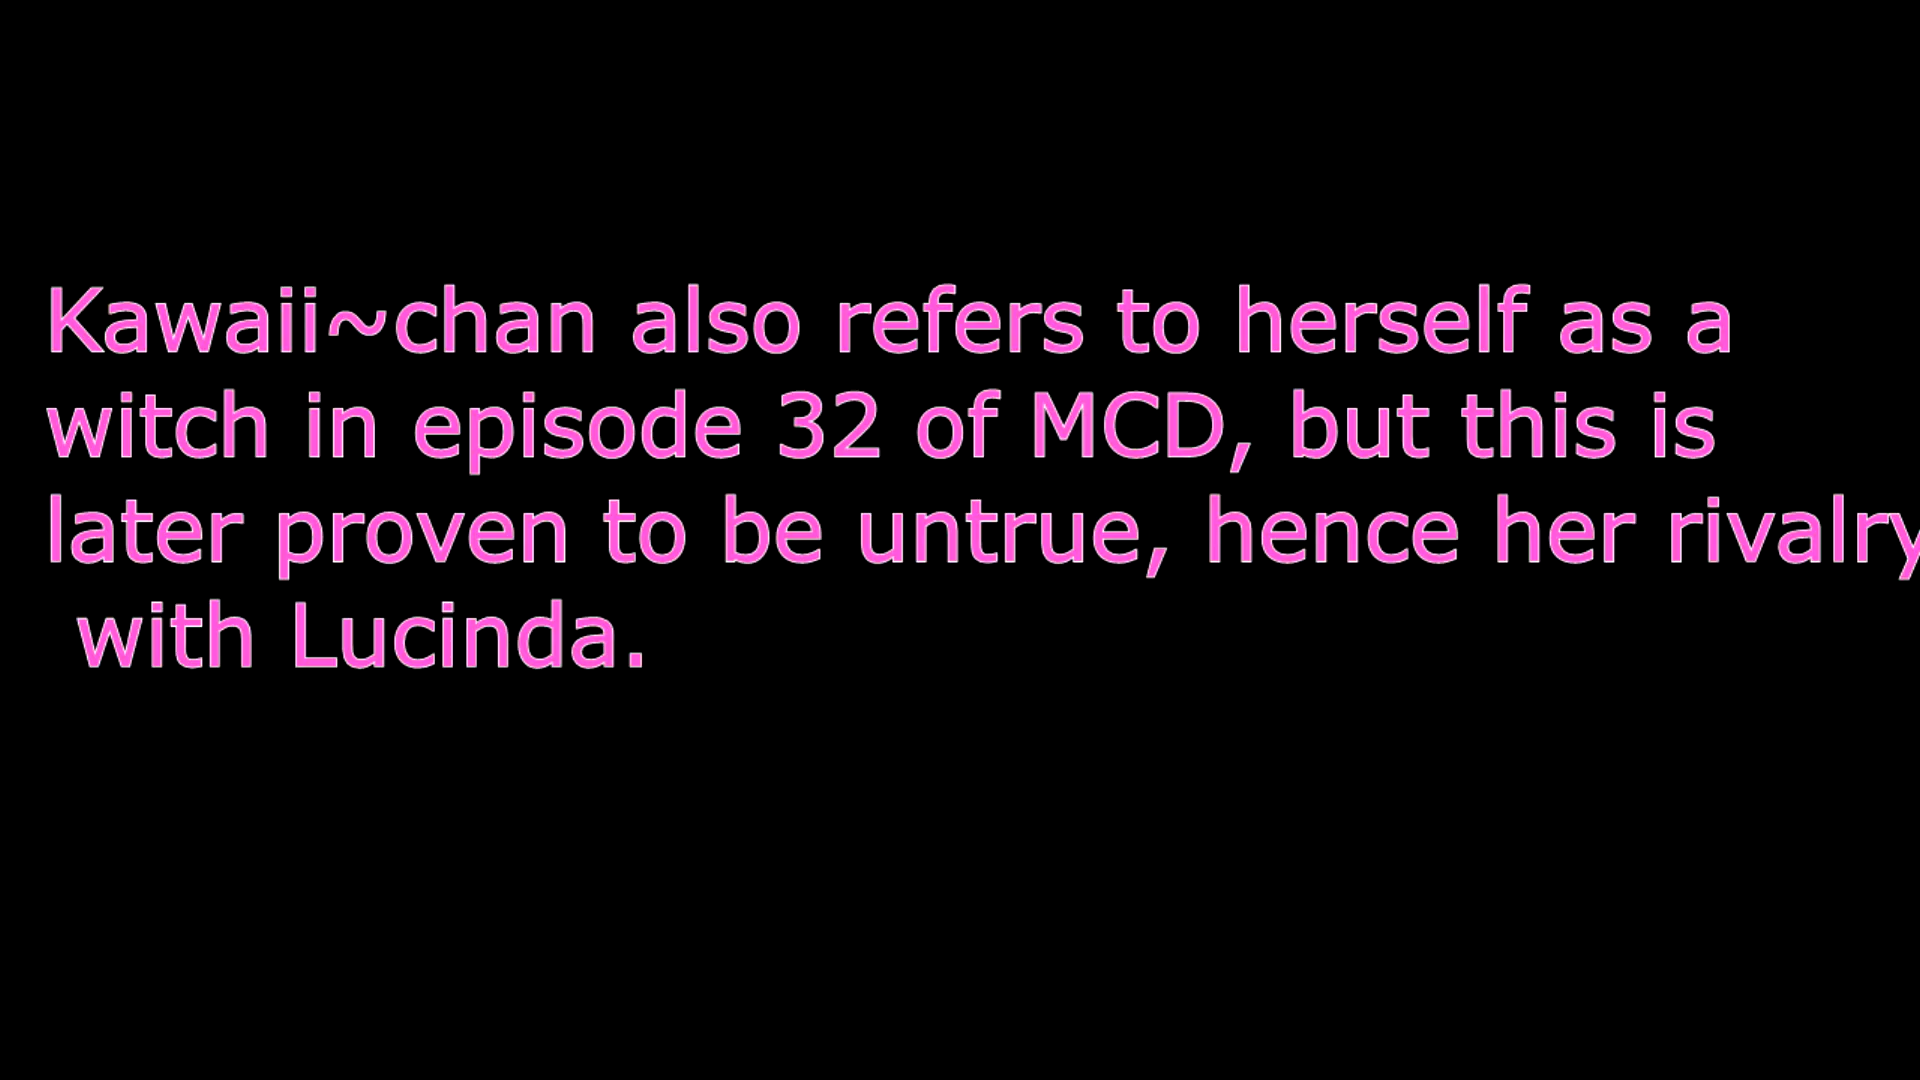 Kawaii~chan also refers to herself as a
witch in episode 32 of MCD, but this is
later proven to be untrue, hence her rivalry
with Lucinda.